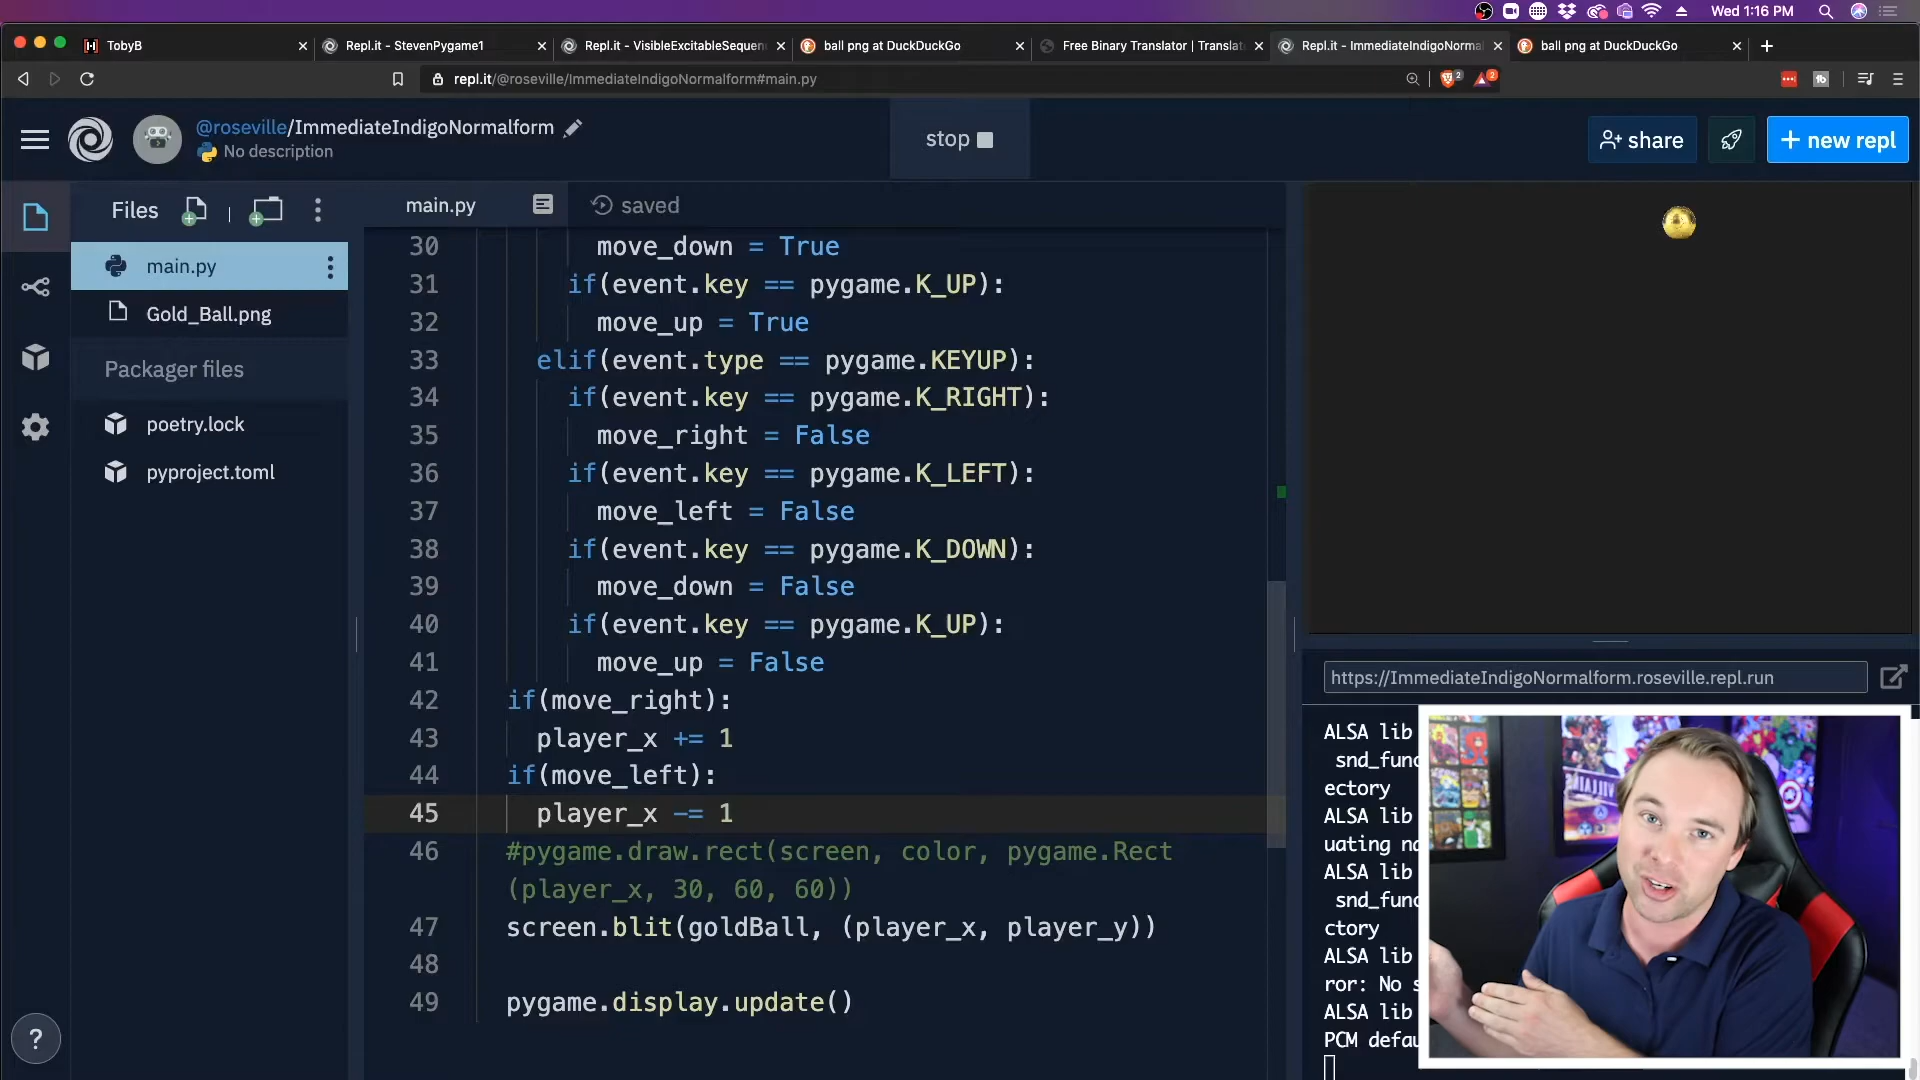 Wed 1:16 PM
TobyB
Repl.it - StevenPygame1
Repl.it - VisibleExcitableSequen
ball png at DuckDuckGo
Free Binary Translator | Translat
Repl.it - ImmediateIndigoNormal
ball png at DuckDuckGo
repl.it/@roseville/ImmediateIndigoNormalform#main.py
2
2
@roseville/ImmediateIndigoNormalform
No description
stop
share
+ new repl
Files
main.py
Gold_Ball.png
Packager files
poetry.lock
pyproject.toml
?
main.py
saved
30 move_down = True
31 if(event.key == pygame.K_UP):
32 move_up = True
33 elif(event.type == pygame.KEYUP):
34 if(event.key == pygame.K_RIGHT):
35 move_right = False
36 if(event.key == pygame.K_LEFT):
37 move_left = False
38 if(event.key == pygame.K_DOWN):
39 move_down = False
40 if(event.key == pygame.K_UP):
41 move_up = False
42 if(move_right):
43 player_x += 1
44 if(move_left):
45 player_x -= 1
46 #pygame.draw.rect(screen, color, pygame.Rect
(player_x, 30, 60, 60))
47 screen.blit(goldBall, (player_x, player_y))
48
49 pygame.display.update()
https://ImmediateIndigoNormalform.roseville.repl.run
ALSA lib
snd_func
ectory
ALSA lib
uating na
ALSA lib
snd_func
ctory
ALSA lib
ror: No s
ALSA lib
PCM defau
VILLAINS